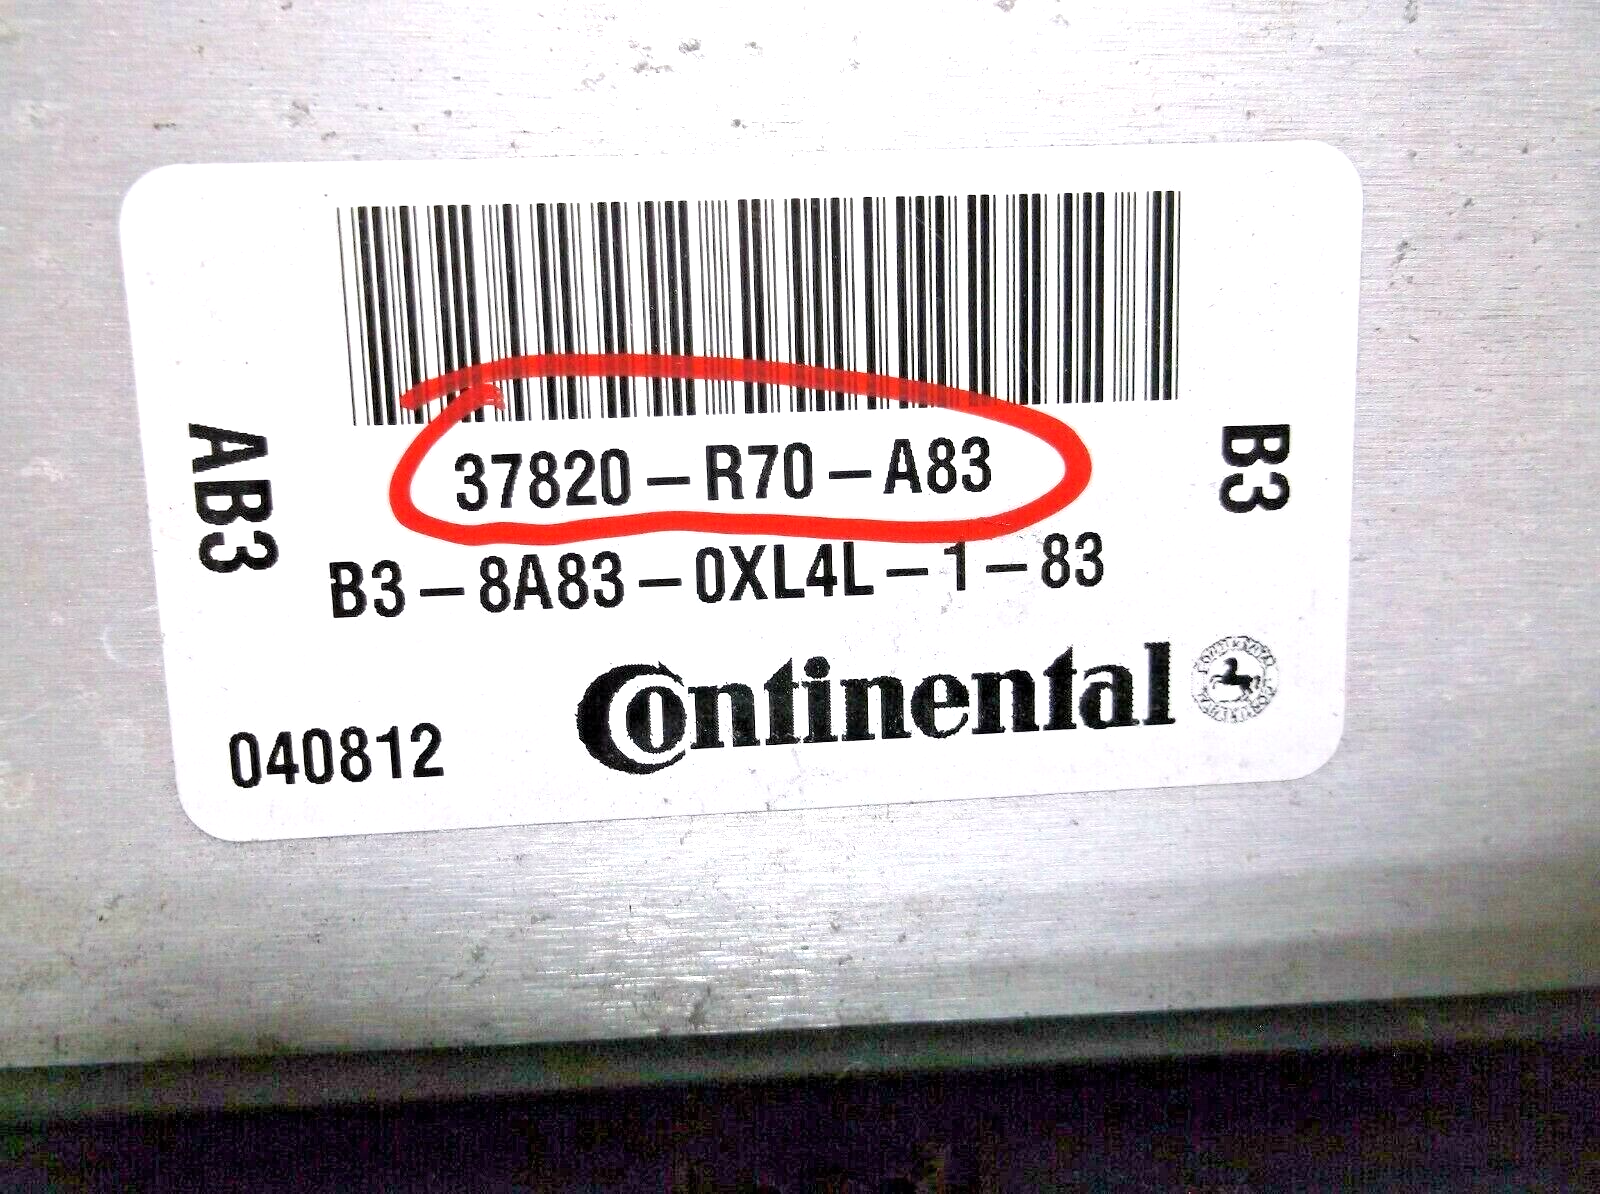 AB3
37820-R70-A83
B3
B3-8A83-0XL4L-1-83
040812
Continental